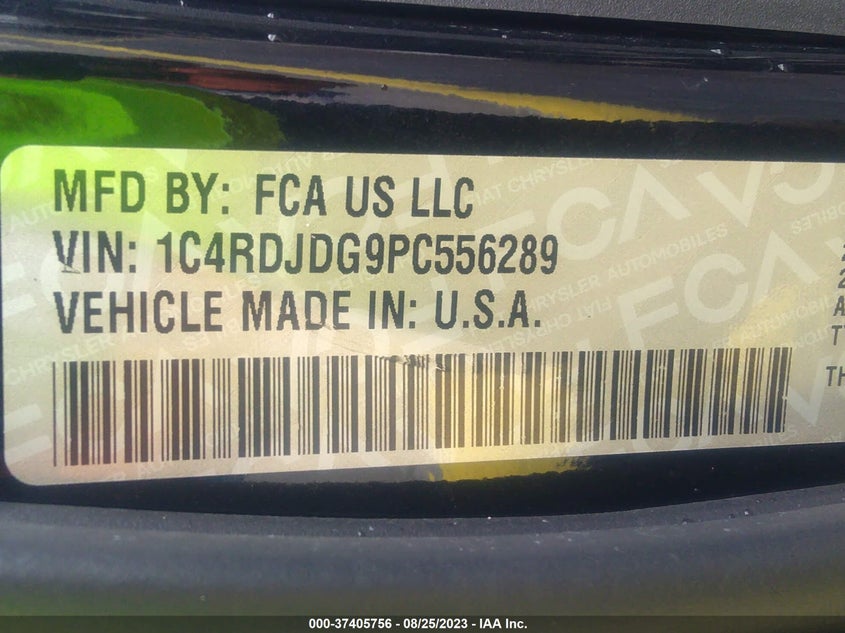 MFD BY: FCA US LLC
VIN: 1C4RDJDG9PC556289
VEHICLE MADE IN: U.S.A.
000-37405756 - 08/25/2023 - IAA Inc.